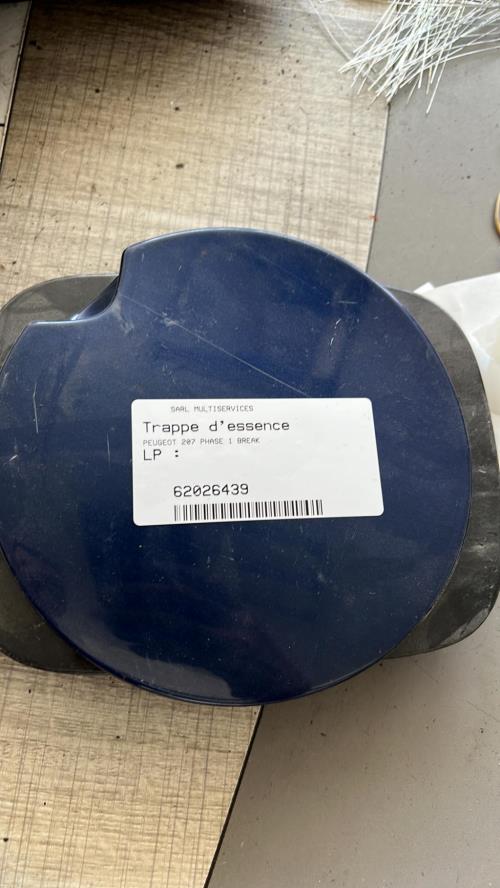 SARL MULTISERVICES
Trappe d'essence
PEUGEOT 207 PHASE 1 BREAK
LP :
62026439